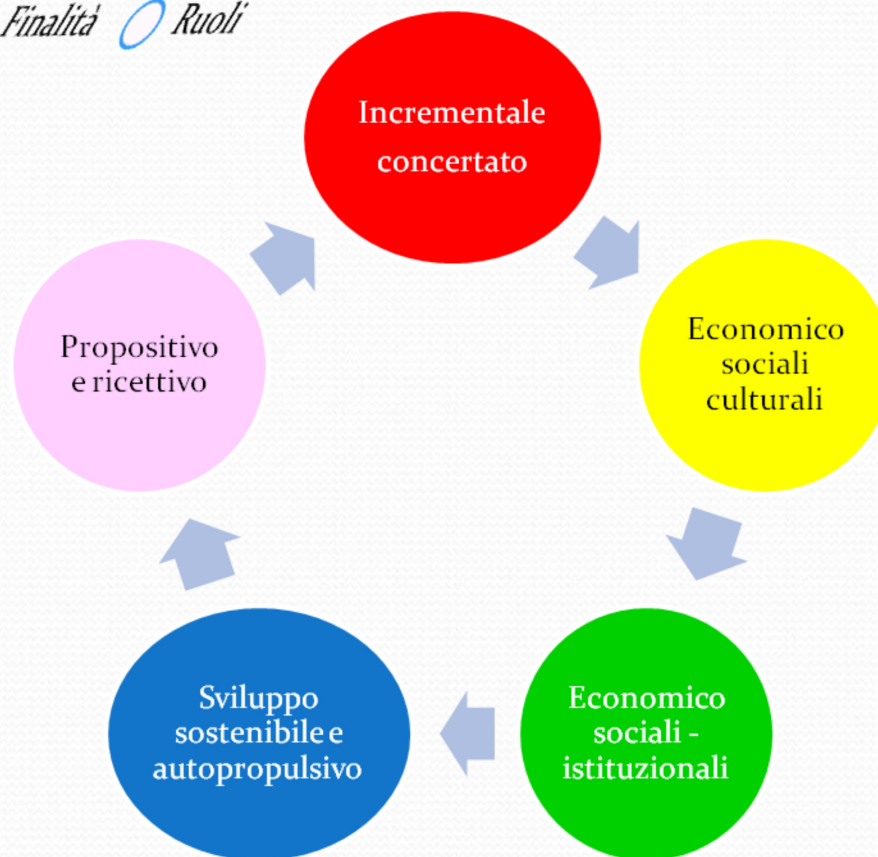 Finalità Ruoli
Incrementale
concertato
Economico
sociali
culturali
Propositivo
e ricettivo
Economico
sociali -
istituzionali
Sviluppo
sostenibile e
autopropulsivo